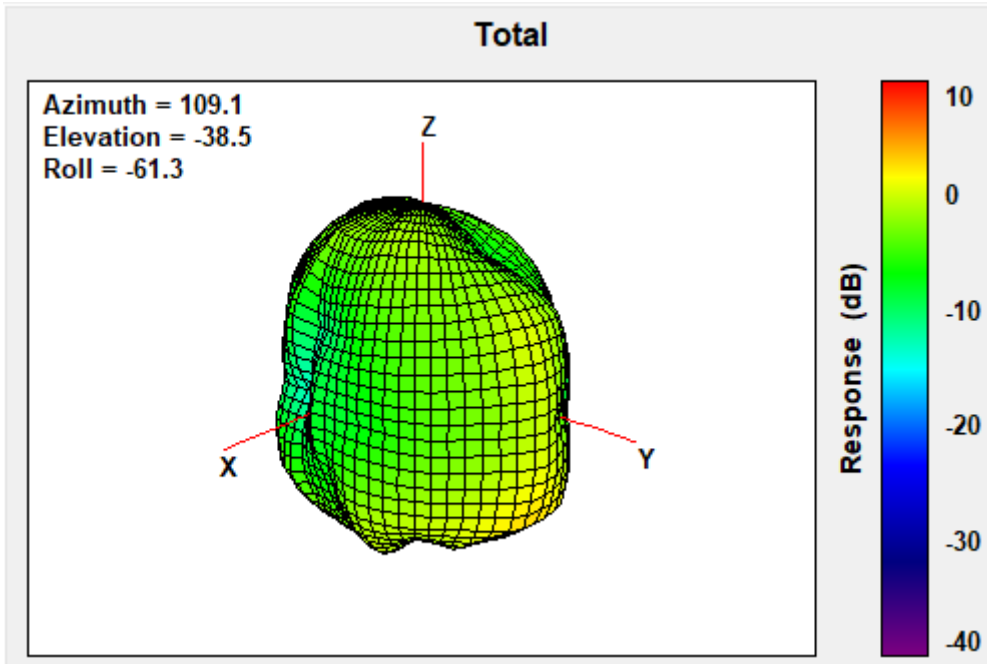 Total
Azimuth = 109.1
Elevation = -38.5
Roll = -61.3
Z
X
Y
Response (dB)
10
0
-10
-20
-30
-40